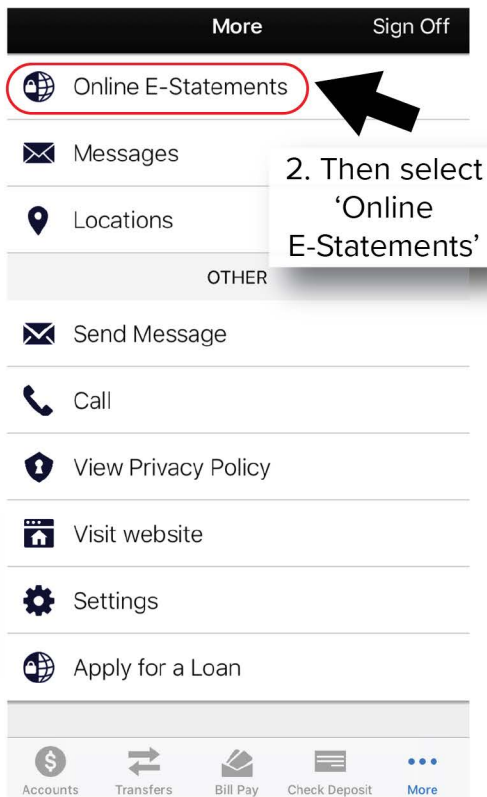 More Sign Off
Online E-Statements
Messages
2. Then select
‘Online
E-Statements’
Locations
OTHER
Send Message
Call
View Privacy Policy
Visit website
Settings
Apply for a Loan
Accounts Transfers Bill Pay Check Deposit More